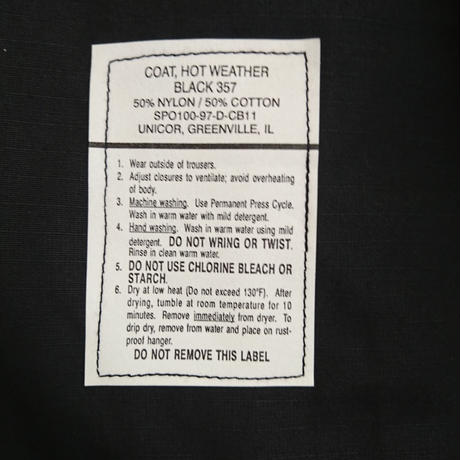 COAT, HOT WEATHER
BLACK 357
50% NYLON / 50% COTTON
SPO100-97-D-CB11
UNICOR, GREENVILLE, IL
1. Wear outside of trousers.
2. Adjust closures to ventilate; avoid overheating
of body.
3. Machine washing. Use Permanent Press Cycle.
Wash in warm water with mild detergent.
4. Hand washing. Wash in warm water using mild
detergent. DO NOT WRING OR TWIST.
Rinse in clean warm water.
5. DO NOT USE CHLORINE BLEACH OR
STARCH.
6. Dry at low heat (Do not exceed 130°F). After
drying, tumble at room temperature for 10
minutes. Remove immediately from dryer. To
drip dry, remove from water and place on rust-
proof hanger.
DO NOT REMOVE THIS LABEL